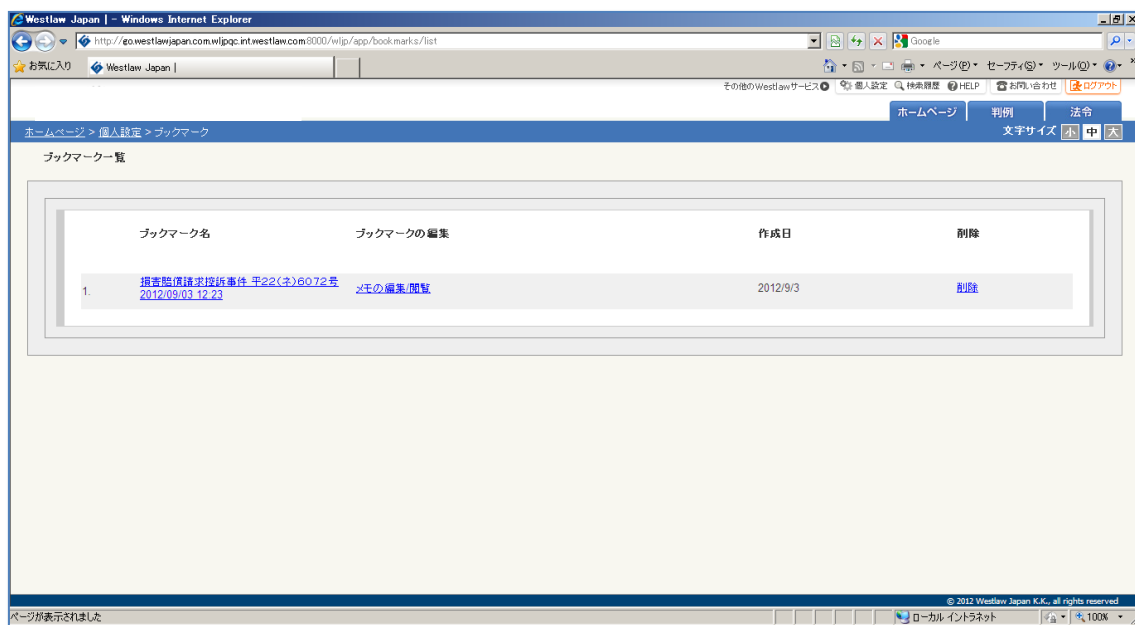 Westlaw Japan | - Windows Internet Explorer
http://go.westlawjapan.com.wljpqc.int.westlaw.com:8000/wljp/app/bookmarks/list
Google
お気に入り
Westlaw Japan |
ページ(P) セーフティ(S) ツール(O)
その他のWestlawサービス 個人設定 検索履歴 HELP お問い合わせ ログアウト
ホームページ 判例 法令
ホームページ > 個人設定 > ブックマーク
文字サイズ 小 中 大
ブックマーク一覧
ブックマーク名 ブックマークの編集 作成日 削除
1. 損害賠償請求控訴事件 平22(ネ)6072号
2012/09/03 12:23
メモの編集/閲覧 2012/9/3 削除
© 2012 Westlaw Japan K.K., all rights reserved
ページが表示されました
ローカル イントラネット
100%